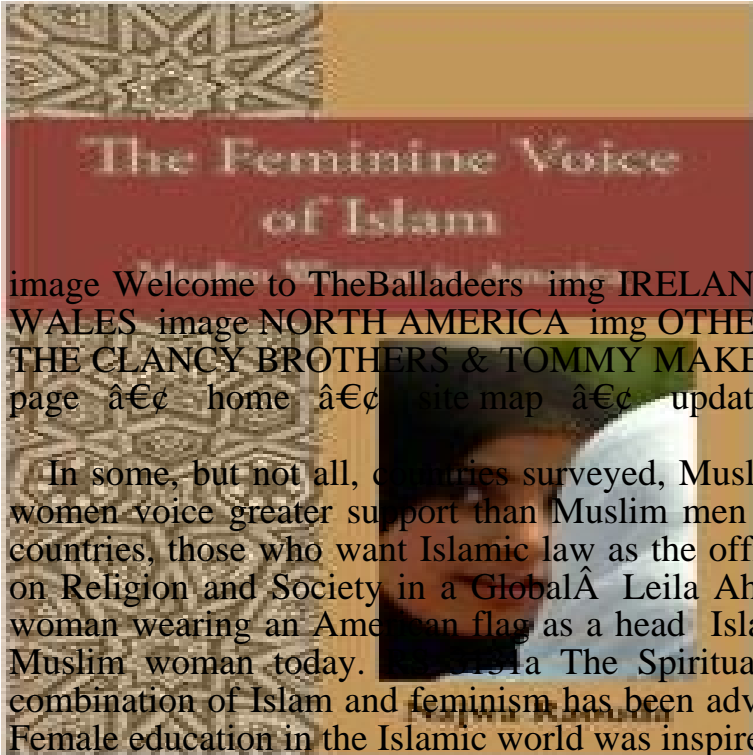 The Feminine Voice
of Islam
image Welcome to TheBalladeers img IRELAN
WALES image NORTH AMERICA img OTHE
THE CLANCY BROTHERS & TOMMY MAKE
page â€¢ home â€¢ site map â€¢ updat
In some, but not all, countries surveyed, Musl
women voice greater support than Muslim men
countries, those who want Islamic law as the off
on Religion and Society in a GlobalÂ Leila Ah
woman wearing an American flag as a head Isla
Muslim woman today. The Spiritua
combination of Islam and feminism has been adv
Najwa Raouda
Female education in the Islamic world was inspir